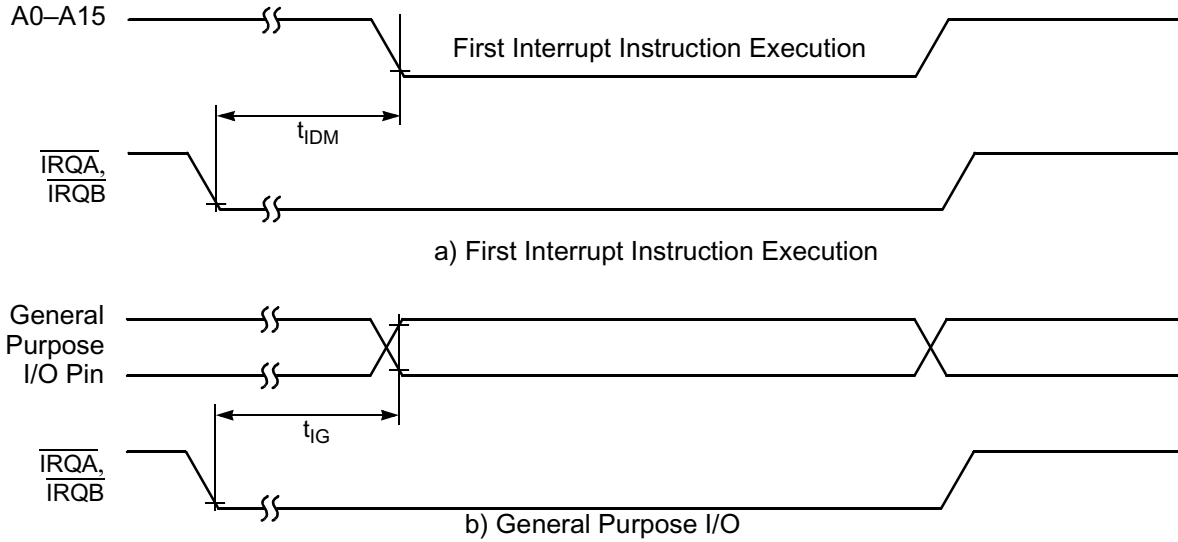 A0–A15
First Interrupt Instruction Execution
tIDM
IRQA,
IRQB
a) First Interrupt Instruction Execution
General
Purpose
I/O Pin
tIG
IRQA,
IRQB
b) General Purpose I/O